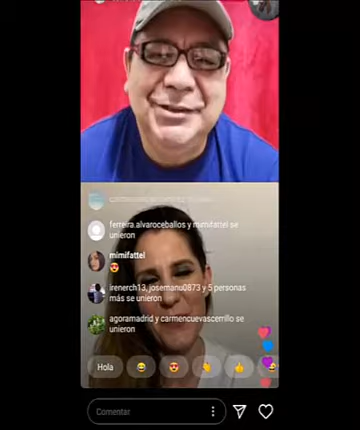 ferreira.alvaroceballos y mimifattel se
unieron
mimifattel
😍
irenerch13, josemanu0873 y 5 personas
más se unieron
agoramadrid y carmencuevascerrillo se
unieron
Hola
Comentar